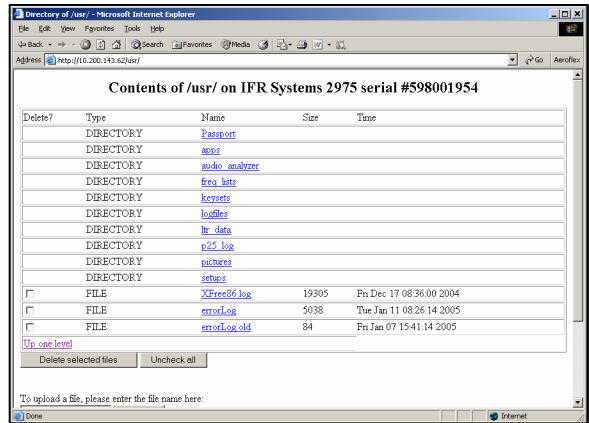 Directory of /usr/ - Microsoft Internet Explorer
File Edit View Favorites Tools Help
Back Search Favorites Media
Address http://10.200.143.62/usr/ Go Aeroflex
Contents of /usr/ on IFR Systems 2975 serial #598001954
Delete? Type Name Size Time
DIRECTORY Passport
DIRECTORY apps
DIRECTORY audio_analyzer
DIRECTORY freq_lists
DIRECTORY keysets
DIRECTORY logfiles
DIRECTORY ltr_data
DIRECTORY p25_log
DIRECTORY pictures
DIRECTORY setups
FILE XFree86.log 19305 Fri Dec 17 08:36:00 2004
FILE errorLog 5038 Tue Jan 11 08:26:14 2005
FILE errorLog.old 84 Fri Jan 07 15:41:14 2005
Up one level
Delete selected files Uncheck all
To upload a file, please enter the file name here:
Done Internet